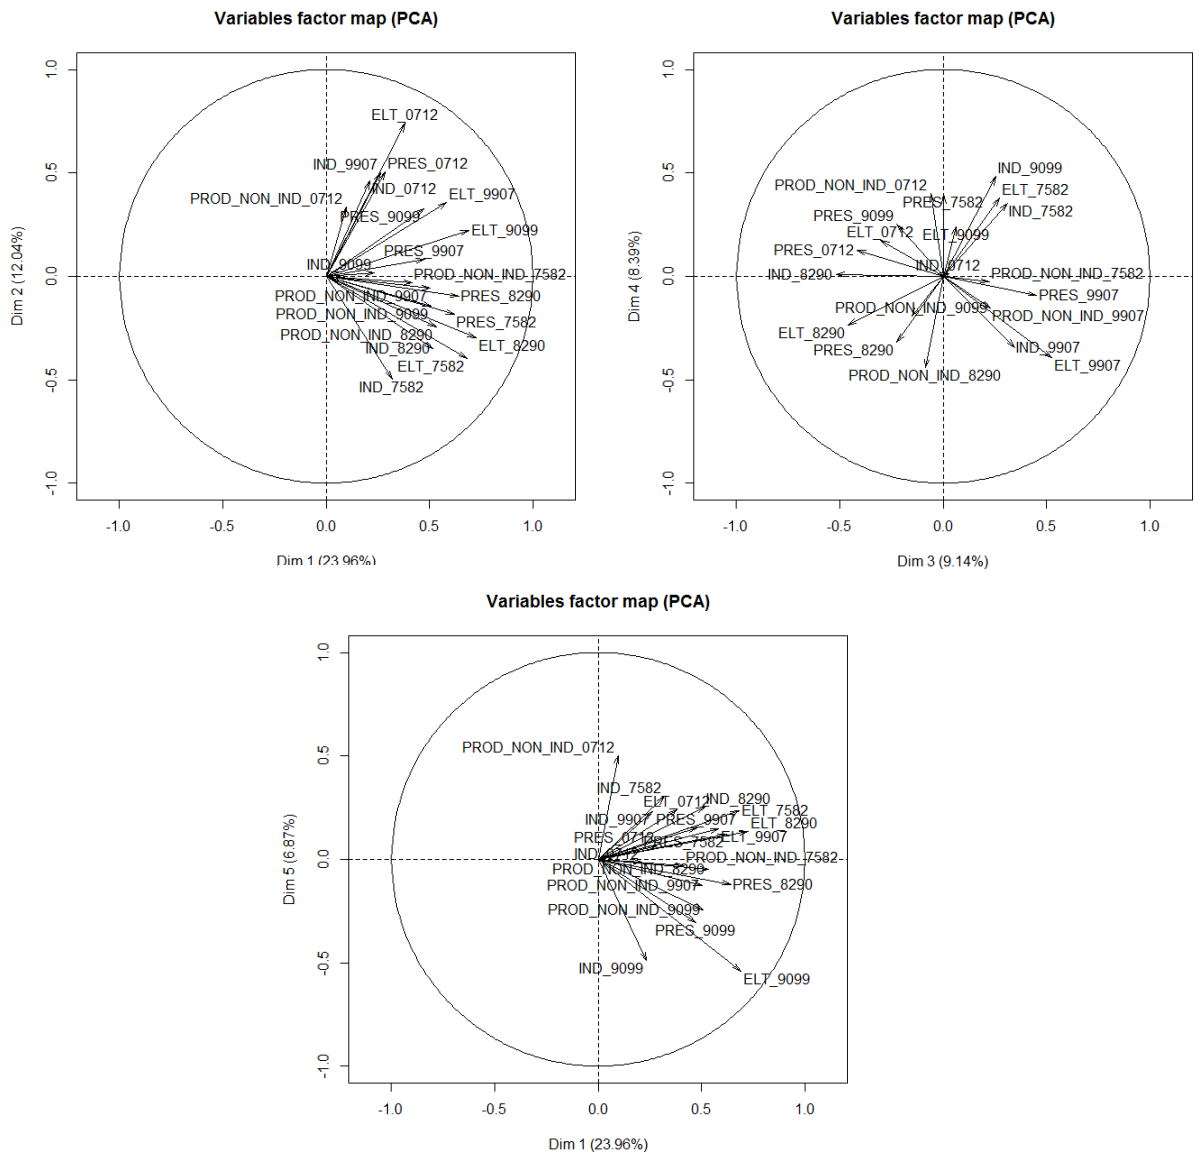 Variables factor map (PCA)
1.0
0.5
0.0
-0.5
-1.0
Dim 2 (12.04%)
ELT_0712
IND_9907
PRES_0712
IND_0712
ELT_9907
PROD_NON_IND_0712
PRES_9099
ELT_9099
PRES_9907
IND_9099
PROD_NON_IND_7582
PROD_NON_IND_9907
PRES_8290
PROD_NON_IND_9099
PRES_7582
PROD_NON_IND_8290
IND_8290
ELT_8290
ELT_7582
IND_7582
-1.0 -0.5 0.0 0.5 1.0
Dim 1 (23.96%)
Variables factor map (PCA)
1.0
0.5
0.0
-0.5
-1.0
Dim 4 (8.39%)
IND_9099
PROD_NON_IND_0712
ELT_7582
PRES_7582
IND_7582
PRES_9099
ELT_0712
ELT_9099
PRES_0712
IND_0712
IND_8290
PROD_NON_IND_7582
PRES_9907
PROD_NON_IND_9099
PROD_NON_IND_9907
ELT_8290
PRES_8290
IND_9907
ELT_9907
PROD_NON_IND_8290
-1.0 -0.5 0.0 0.5 1.0
Dim 3 (9.14%)
Variables factor map (PCA)
1.0
0.5
0.0
-0.5
-1.0
Dim 5 (6.87%)
PROD_NON_IND_0712
IND_7582
ELT_0712
IND_8290
ELT_7582
IND_9907
PRES_9907
ELT_8290
PRES_0712
PRES_7582
ELT_9907
IND_0712
PROD_NON_IND_7582
PROD_NON_IND_8290
PROD_NON_IND_9907
PRES_8290
PROD_NON_IND_9099
PRES_9099
IND_9099
ELT_9099
-1.0 -0.5 0.0 0.5 1.0
Dim 1 (23.96%)